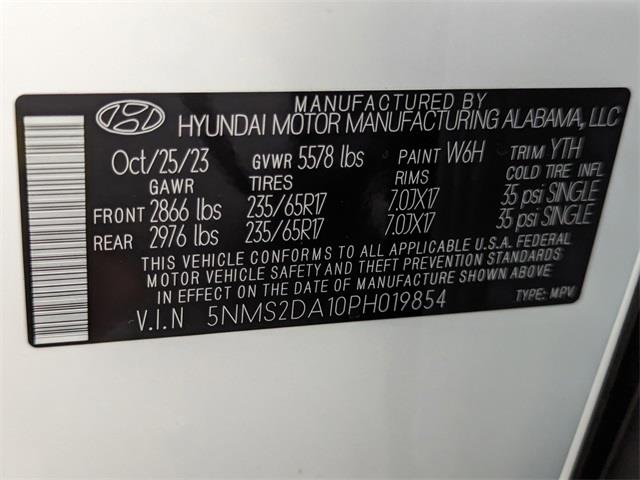 MANUFACTURED BY
HYUNDAI MOTOR MANUFACTURING ALABAMA, LLC
Oct/25/23 GVWR 5578 lbs PAINT W6H TRIM YTH
GAWR TIRES RIMS COLD TIRE INFL
FRONT 2866 lbs 235/65R17 7.0JX17 35 psi SINGLE
REAR 2976 lbs 235/65R17 7.0JX17 35 psi SINGLE
THIS VEHICLE CONFORMS TO ALL APPLICABLE U.S.A. FEDERAL
MOTOR VEHICLE SAFETY AND THEFT PREVENTION STANDARDS
IN EFFECT ON THE DATE OF MANUFACTURE SHOWN ABOVE
V.I.N 5NMS2DA10PH019854 TYPE: M.PV